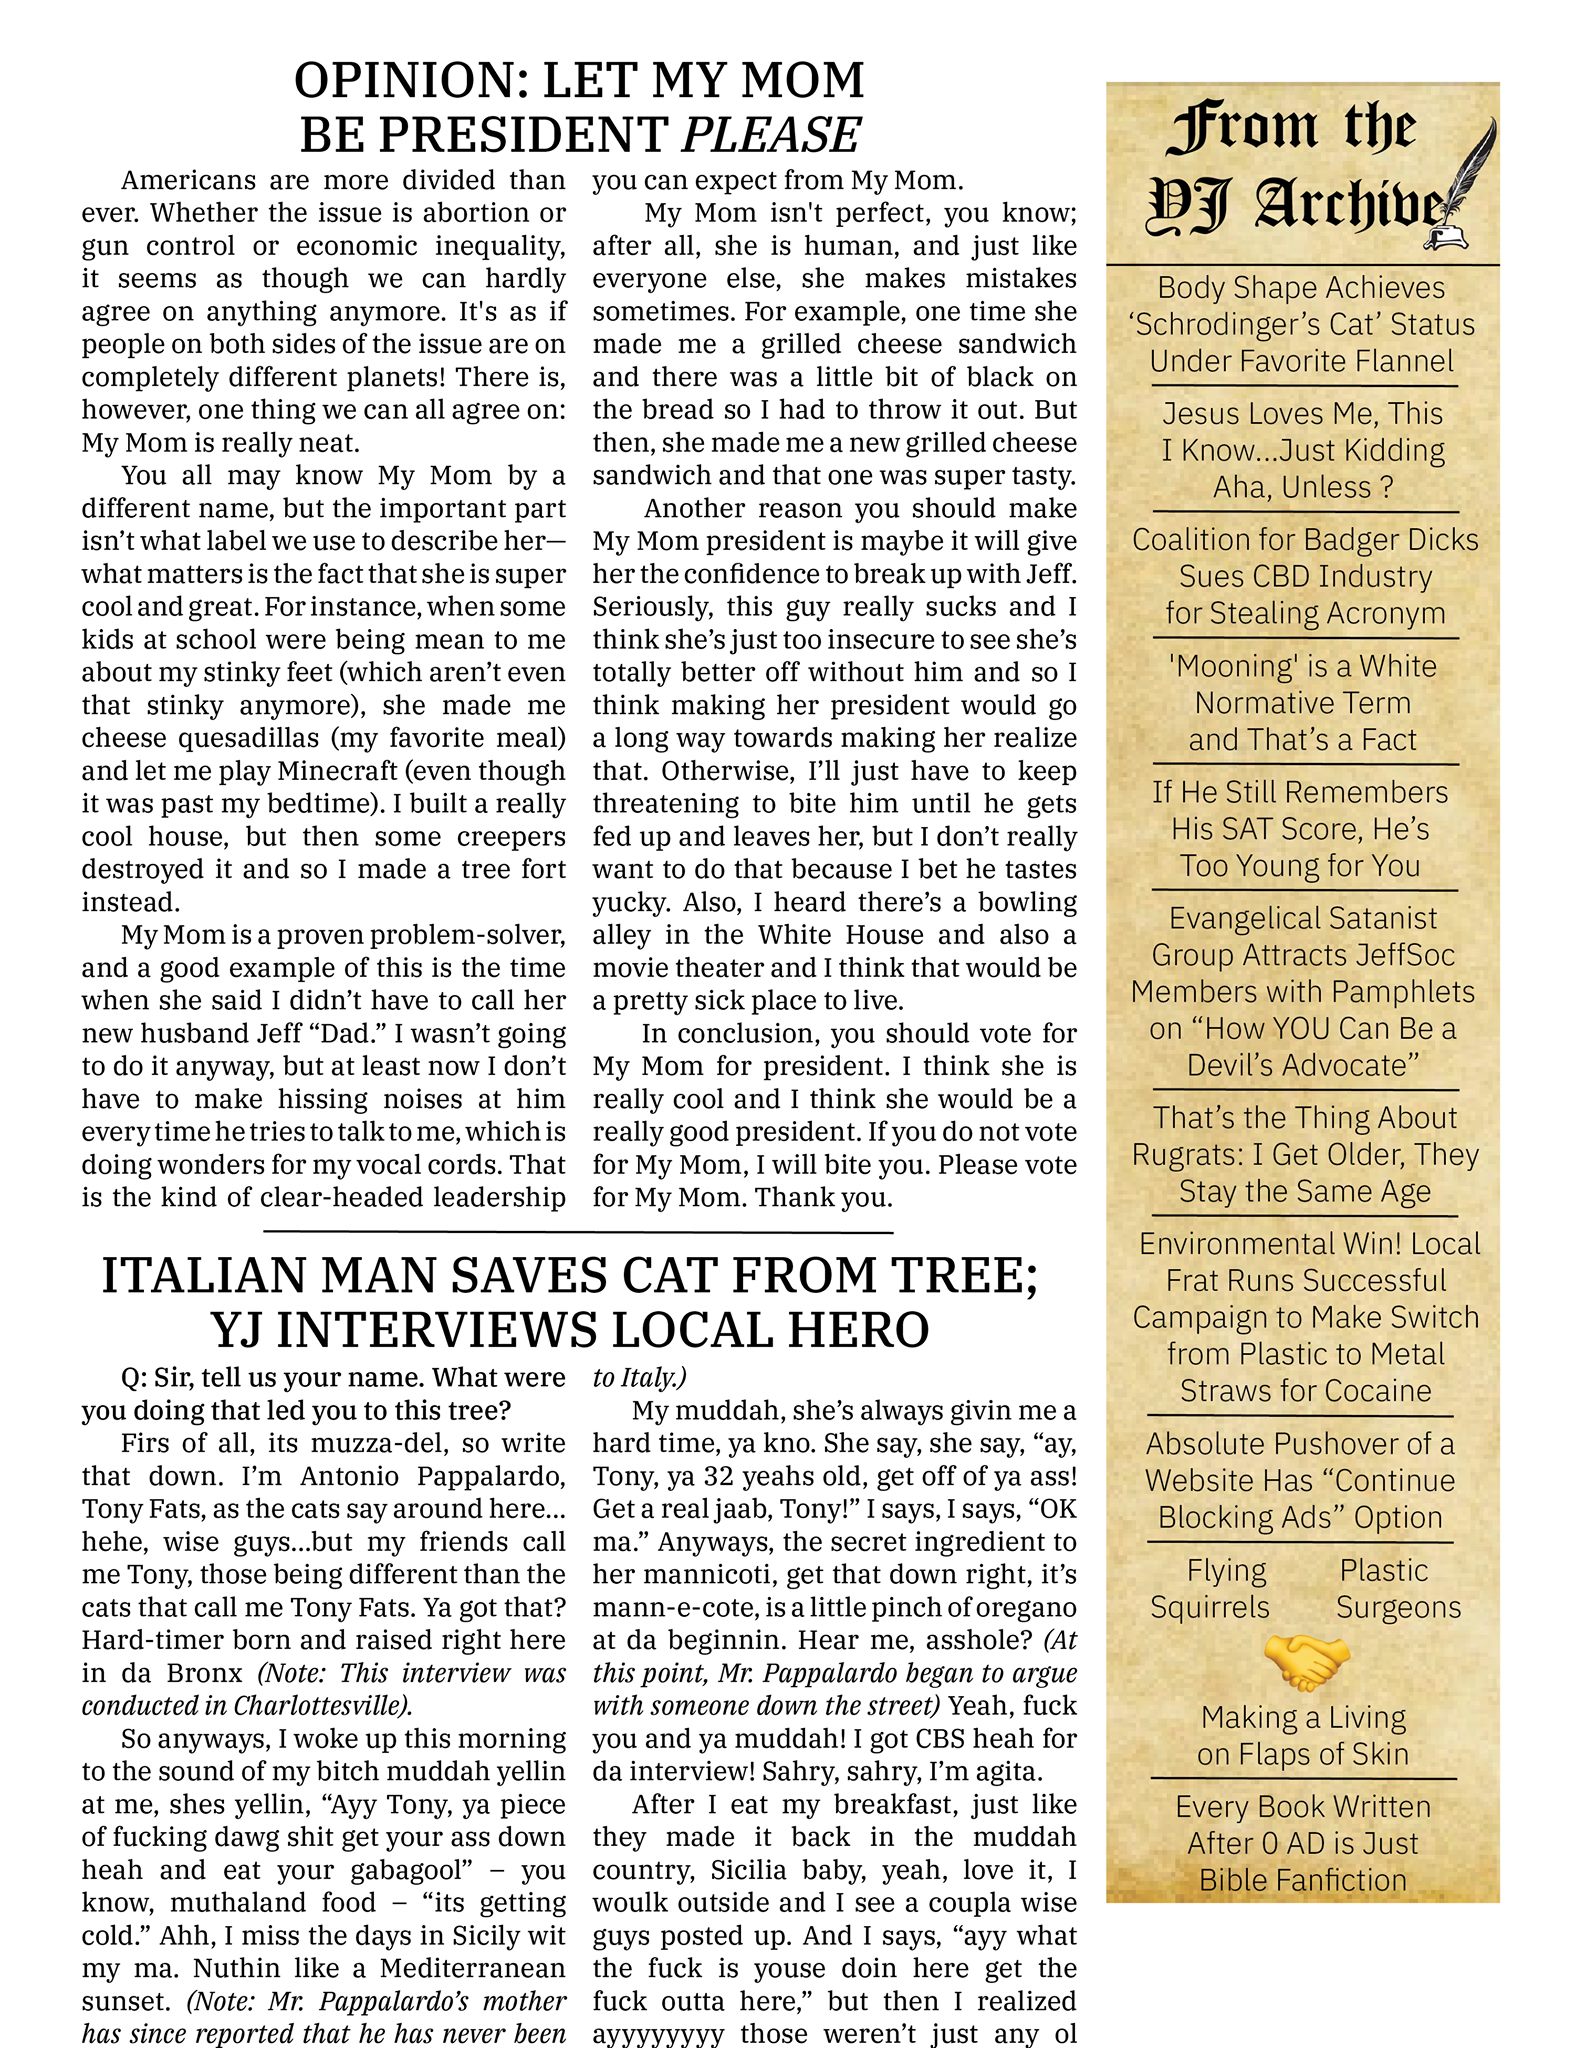 OPINION: LET MY MOM
BE PRESIDENT PLEASE
Americans are more divided than
ever. Whether the issue is abortion or
gun control or economic inequality,
it seems as though we can hardly
agree on anything anymore. It's as if
people on both sides of the issue are on
completely different planets! There is,
however, one thing we can all agree on:
My Mom is really neat.
You all may know My Mom by a
different name, but the important part
isn’t what label we use to describe her—
what matters is the fact that she is super
cool and great. For instance, when some
kids at school were being mean to me
about my stinky feet (which aren’t even
that stinky anymore), she made me
cheese quesadillas (my favorite meal)
and let me play Minecraft (even though
it was past my bedtime). I built a really
cool house, but then some creepers
destroyed it and so I made a tree fort
instead.
My Mom is a proven problem-solver,
and a good example of this is the time
when she said I didn’t have to call her
new husband Jeff “Dad.” I wasn’t going
to do it anyway, but at least now I don’t
have to make hissing noises at him
every time he tries to talk to me, which is
doing wonders for my vocal cords. That
is the kind of clear-headed leadership
you can expect from My Mom.
My Mom isn't perfect, you know;
after all, she is human, and just like
everyone else, she makes mistakes
sometimes. For example, one time she
made me a grilled cheese sandwich
and there was a little bit of black on
the bread so I had to throw it out. But
then, she made me a new grilled cheese
sandwich and that one was super tasty.
Another reason you should make
My Mom president is maybe it will give
her the confidence to break up with Jeff.
Seriously, this guy really sucks and I
think she’s just too insecure to see she’s
totally better off without him and so I
think making her president would go
a long way towards making her realize
that. Otherwise, I’ll just have to keep
threatening to bite him until he gets
fed up and leaves her, but I don’t really
want to do that because I bet he tastes
yucky. Also, I heard there’s a bowling
alley in the White House and also a
movie theater and I think that would be
a pretty sick place to live.
In conclusion, you should vote for
My Mom for president. I think she is
really cool and I think she would be a
really good president. If you do not vote
for My Mom, I will bite you. Please vote
for My Mom. Thank you.
ITALIAN MAN SAVES CAT FROM TREE;
YJ INTERVIEWS LOCAL HERO
Q: Sir, tell us your name. What were
you doing that led you to this tree?
Firs of all, its muzza-del, so write
that down. I’m Antonio Pappalardo,
Tony Fats, as the cats say around here...
hehe, wise guys...but my friends call
me Tony, those being different than the
cats that call me Tony Fats. Ya got that?
Hard-timer born and raised right here
in da Bronx (Note: This interview was
conducted in Charlottesville).
So anyways, I woke up this morning
to the sound of my bitch muddah yellin
at me, shes yellin, “Ayy Tony, ya piece
of fucking dawg shit get your ass down
heah and eat your gabagool” – you
know, muthaland food – “its getting
cold.” Ahh, I miss the days in Sicily wit
my ma. Nuthin like a Mediterranean
sunset. (Note: Mr. Pappalardo’s mother
has since reported that he has never been
to Italy.)
My muddah, she’s always givin me a
hard time, ya kno. She say, she say, “ay,
Tony, ya 32 yeahs old, get off of ya ass!
Get a real jaab, Tony!” I says, I says, “OK
ma.” Anyways, the secret ingredient to
her mannicoti, get that down right, it’s
mann-e-cote, is a little pinch of oregano
at da beginnin. Hear me, asshole? (At
this point, Mr. Pappalardo began to argue
with someone down the street) Yeah, fuck
you and ya muddah! I got CBS heah for
da interview! Sahry, sahry, I’m agita.
After I eat my breakfast, just like
they made it back in the muddah
country, Sicilia baby, yeah, love it, I
woulk outside and I see a coupla wise
guys posted up. And I says, “ayy what
the fuck is youse doin here get the
fuck outta here,” but then I realized
ayyyyyyyy those weren’t just any ol
From the
YJ Archive
Body Shape Achieves
‘Schrodinger’s Cat’ Status
Under Favorite Flannel
Jesus Loves Me, This
I Know...Just Kidding
Aha, Unless ?
Coalition for Badger Dicks
Sues CBD Industry
for Stealing Acronym
'Mooning' is a White
Normative Term
and That’s a Fact
If He Still Remembers
His SAT Score, He’s
Too Young for You
Evangelical Satanist
Group Attracts JeffSoc
Members with Pamphlets
on “How YOU Can Be a
Devil’s Advocate”
That’s the Thing About
Rugrats: I Get Older, They
Stay the Same Age
Environmental Win! Local
Frat Runs Successful
Campaign to Make Switch
from Plastic to Metal
Straws for Cocaine
Absolute Pushover of a
Website Has “Continue
Blocking Ads” Option
Flying Plastic
Squirrels Surgeons
Making a Living
on Flaps of Skin
Every Book Written
After 0 AD is Just
Bible Fanfiction